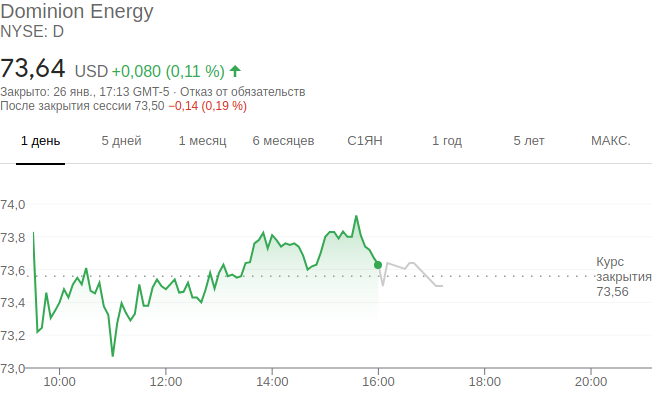 Dominion Energy
NYSE: D
73,64 USD +0,080 (0,11 %)
Закрыто: 26 янв., 17:13 GMT-5 · Отказ от обязательств
После закрытия сессии 73,50 −0,14 (0,19 %)
1 день 5 дней 1 месяц 6 месяцев С1ЯН 1 год 5 лет МАКС.
74,0
73,8
73,6
73,4
73,2
73,0
Курс
закрытия
73,56
10:00 12:00 14:00 16:00 18:00 20:00